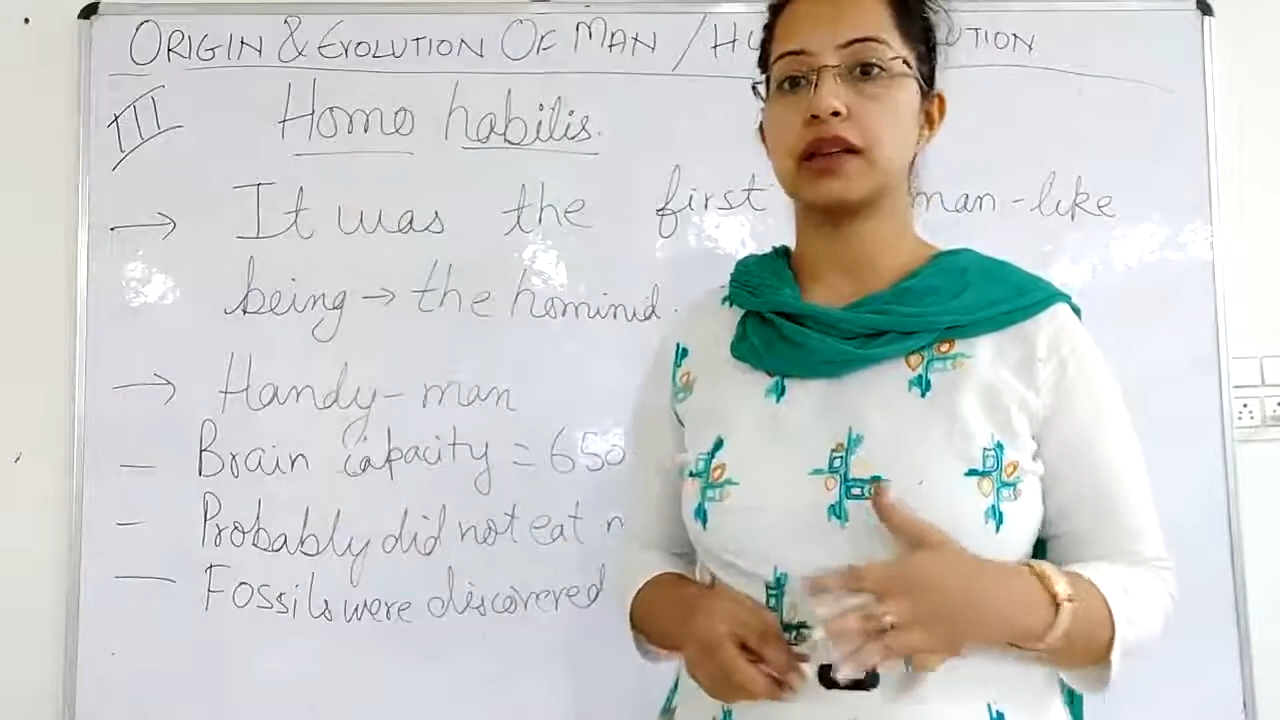 ORIGIN & EVOLUTION OF MAN / HU UTION
III Homo habilis.
→ It was the first man-like
being → the hominid.
→ Handy-man
- Brain capacity = 650
- Probably did not eat
- Fossils were discovered